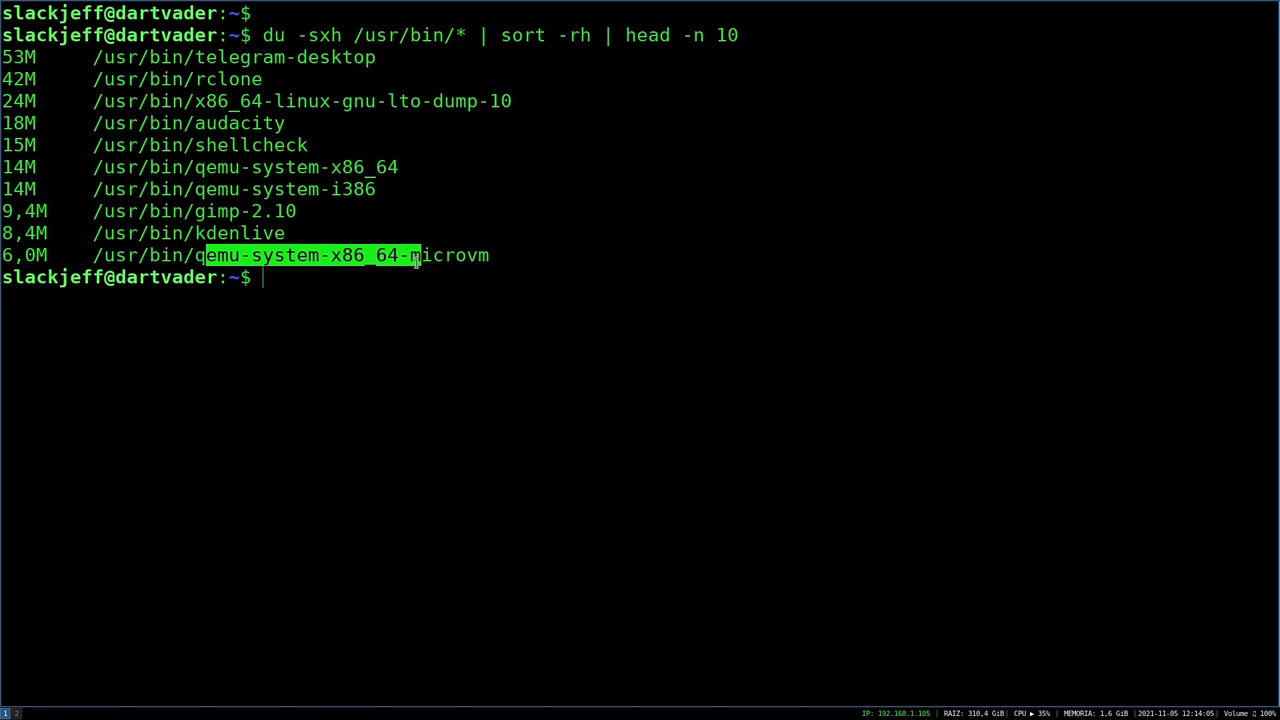 slackjeff@dartvader:~$
slackjeff@dartvader:~$ du -sxh /usr/bin/* | sort -rh | head -n 10
53M /usr/bin/telegram-desktop
42M /usr/bin/rclone
24M /usr/bin/x86_64-linux-gnu-lto-dump-10
18M /usr/bin/audacity
15M /usr/bin/shellcheck
14M /usr/bin/qemu-system-x86_64
14M /usr/bin/qemu-system-i386
9,4M /usr/bin/gimp-2.10
8,4M /usr/bin/kdenlive
6,0M /usr/bin/qemu-system-x86_64-microvm
slackjeff@dartvader:~$
1 2 IP: 192.168.1.105 | RAIZ: 310,4 GiB| CPU ▶ 35% | MEMORIA: 1,6 GiB |2021-11-05 12:14:05| Volume ♫ 100%